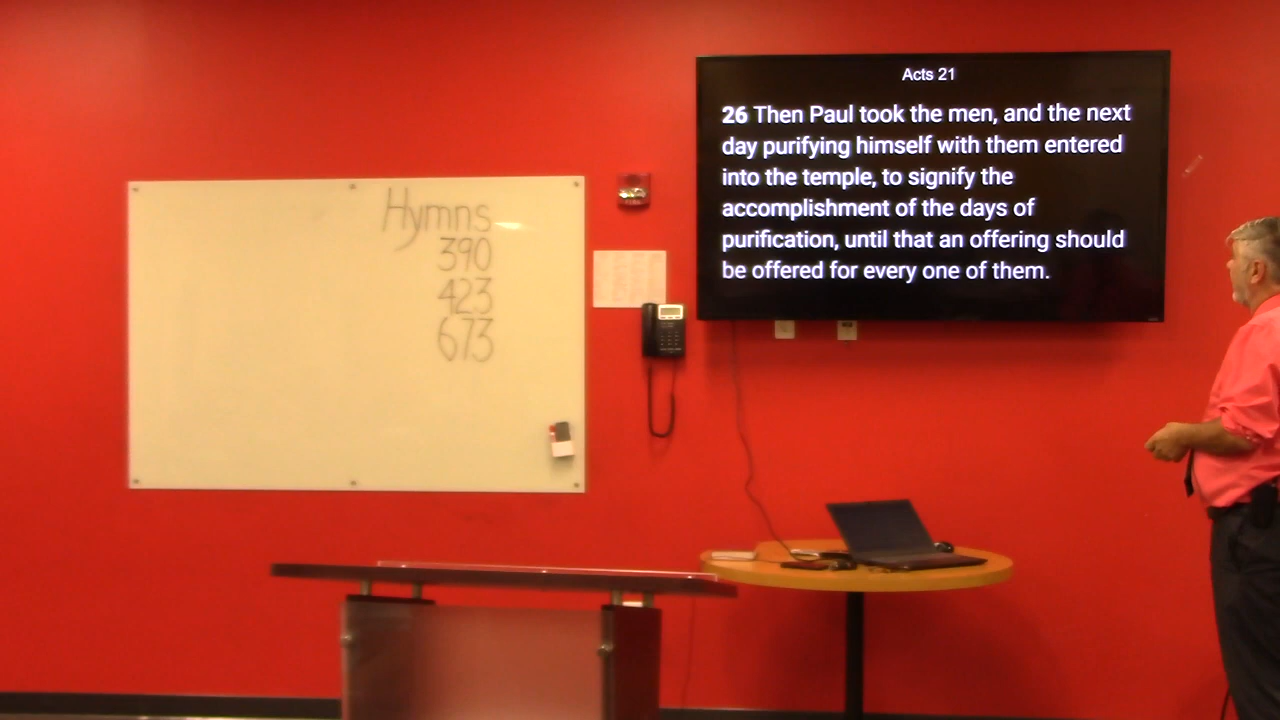 Hymns
390
423
673
Acts 21
26 Then Paul took the men, and the next
day purifying himself with them entered
into the temple, to signify the
accomplishment of the days of
purification, until that an offering should
be offered for every one of them.